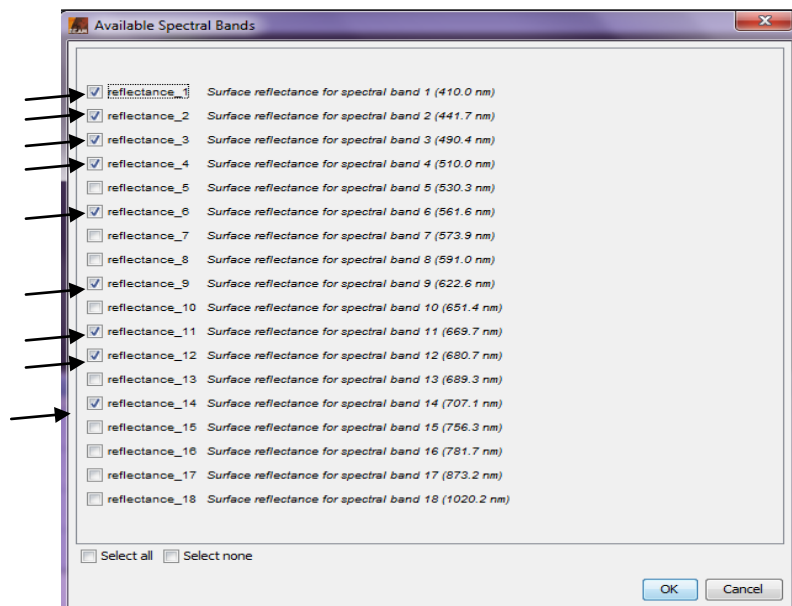 Available Spectral Bands
reflectance_1 Surface reflectance for spectral band 1 (410.0 nm)
reflectance_2 Surface reflectance for spectral band 2 (441.7 nm)
reflectance_3 Surface reflectance for spectral band 3 (490.4 nm)
reflectance_4 Surface reflectance for spectral band 4 (510.0 nm)
reflectance_5 Surface reflectance for spectral band 5 (530.3 nm)
reflectance_6 Surface reflectance for spectral band 6 (561.6 nm)
reflectance_7 Surface reflectance for spectral band 7 (573.9 nm)
reflectance_8 Surface reflectance for spectral band 8 (591.0 nm)
reflectance_9 Surface reflectance for spectral band 9 (622.6 nm)
reflectance_10 Surface reflectance for spectral band 10 (651.4 nm)
reflectance_11 Surface reflectance for spectral band 11 (669.7 nm)
reflectance_12 Surface reflectance for spectral band 12 (680.7 nm)
reflectance_13 Surface reflectance for spectral band 13 (689.3 nm)
reflectance_14 Surface reflectance for spectral band 14 (707.1 nm)
reflectance_15 Surface reflectance for spectral band 15 (756.3 nm)
reflectance_16 Surface reflectance for spectral band 16 (781.7 nm)
reflectance_17 Surface reflectance for spectral band 17 (873.2 nm)
reflectance_18 Surface reflectance for spectral band 18 (1020.2 nm)
Select all Select none
OK Cancel